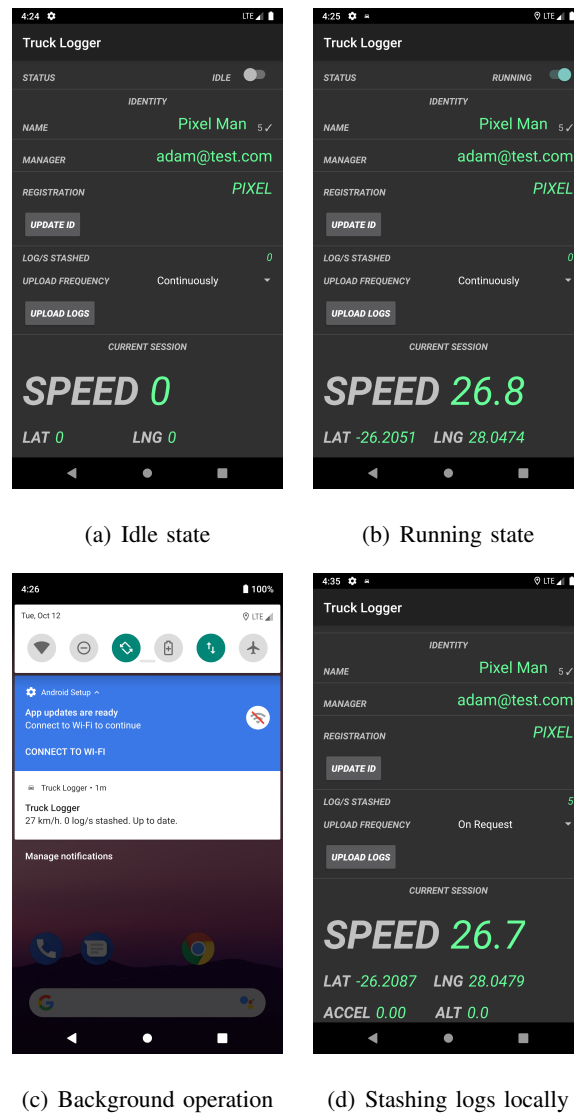 4:24 LTE
Truck Logger
STATUS IDLE
IDENTITY
NAME Pixel Man 5 ✓
MANAGER adam@test.com
REGISTRATION PIXEL
UPDATE ID
LOG/S STASHED 0
UPLOAD FREQUENCY Continuously
UPLOAD LOGS
CURRENT SESSION
SPEED 0
LAT 0 LNG 0
(a) Idle state
4:25 LTE
Truck Logger
STATUS RUNNING
IDENTITY
NAME Pixel Man 5 ✓
MANAGER adam@test.com
REGISTRATION PIXEL
UPDATE ID
LOG/S STASHED 0
UPLOAD FREQUENCY Continuously
UPLOAD LOGS
CURRENT SESSION
SPEED 26.8
LAT -26.2051 LNG 28.0474
(b) Running state
4:26 100%
Tue, Oct 12 LTE
Android Setup
App updates are ready
Connect to Wi-Fi to continue
CONNECT TO WI-FI
Truck Logger • 1m
Truck Logger
27 km/h. 0 log/s stashed. Up to date.
Manage notifications
G
(c) Background operation
4:35 LTE
Truck Logger
IDENTITY
NAME Pixel Man 5 ✓
MANAGER adam@test.com
REGISTRATION PIXEL
UPDATE ID
LOG/S STASHED 5
UPLOAD FREQUENCY On Request
UPLOAD LOGS
CURRENT SESSION
SPEED 26.7
LAT -26.2087 LNG 28.0479
ACCEL 0.00 ALT 0.0
(d) Stashing logs locally